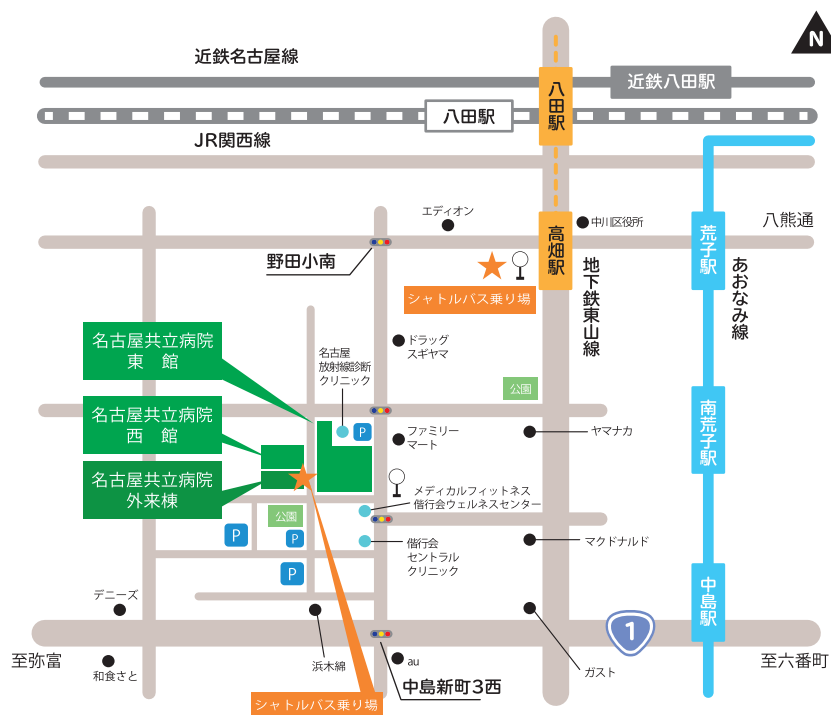 N
近鉄名古屋線
近鉄八田駅
八田駅
八田駅
JR関西線
エディオン
中川区役所
八熊通
高畑駅
荒子駅
野田小南
地下鉄東山線
あおなみ線
シャトルバス乗り場
名古屋共立病院
東　館
ドラッグ
スギヤマ
名古屋
放射線診断
クリニック
公園
名古屋共立病院
西　館
P
ファミリー
マート
ヤマナカ
南荒子駅
名古屋共立病院
外来棟
メディカルフィットネス
偕行会ウェルネスセンター
公園
P
P
偕行会
セントラル
クリニック
マクドナルド
P
中島駅
デニーズ
1
至弥富
和食さと
浜木綿
au
中島新町3西
ガスト
至六番町
シャトルバス乗り場